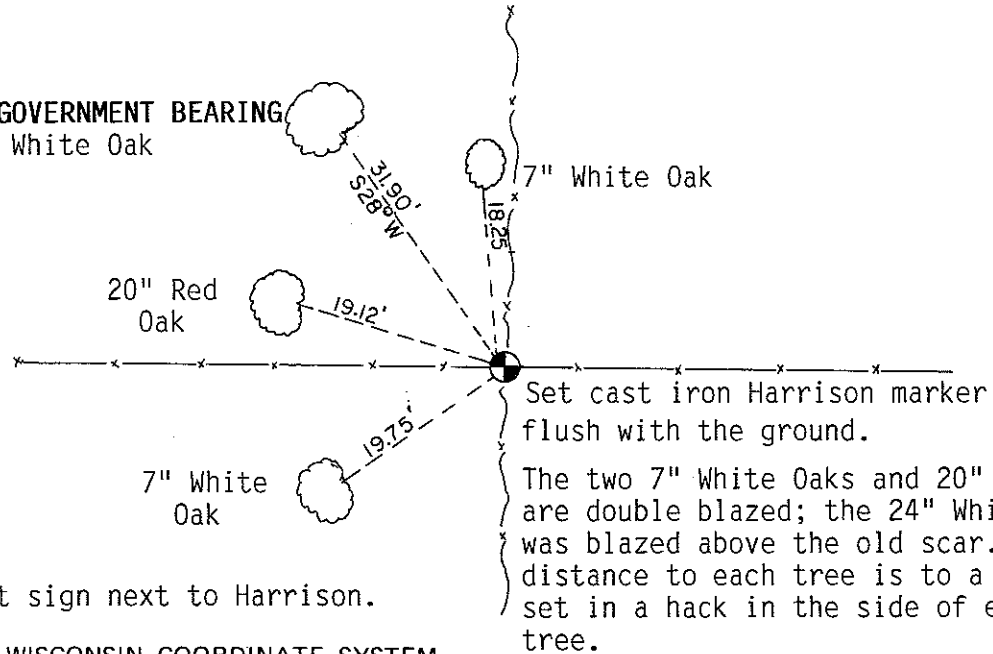 GOVERNMENT BEARING
White Oak
31.90'
S28°W
7" White Oak
18.25
20" Red
Oak
19.12'
Set cast iron Harrison marker
flush with the ground.
19.75'
7" White
Oak
The two 7" White Oaks and 20"
are double blazed; the 24" Whi
was blazed above the old scar.
distance to each tree is to a
set in a hack in the side of e
tree.
t sign next to Harrison.
WISCONSIN COORDINATE SYSTEM